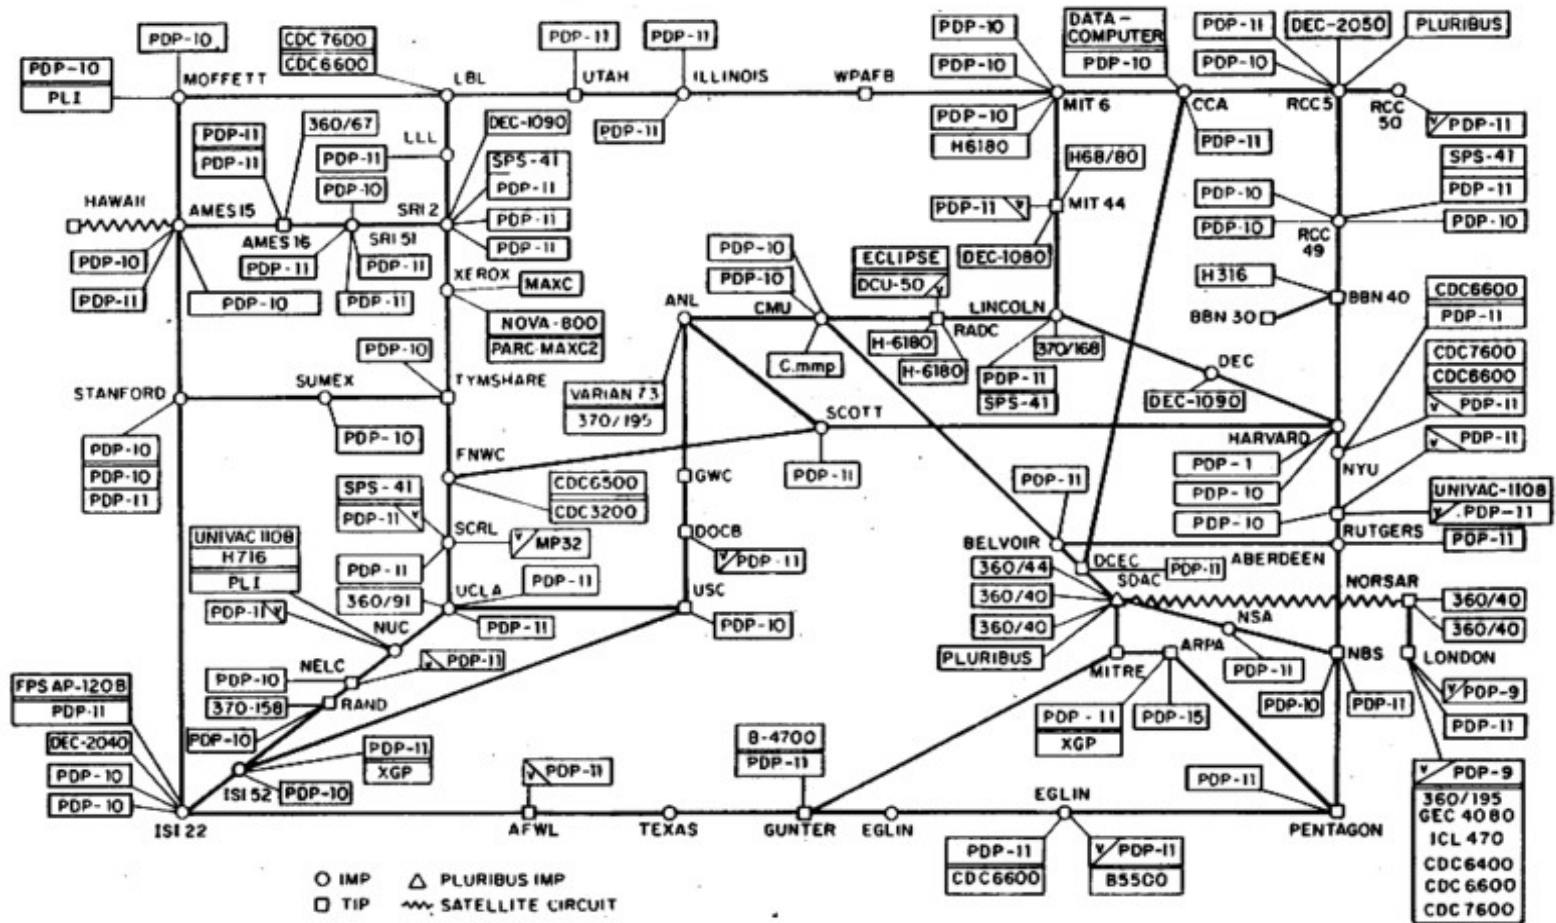 PDP-10
CDC 7600
CDC 6600
PDP-11
PDP-11
PDP-10
DATA-
COMPUTER
PDP-10
PDP-11
DEC-2050
PLURIBUS
PDP-10
PLI
MOFFETT
LBL
UTAH
ILLINOIS
WPAFB
PDP-10
MIT 6
CCA
PDP-10
RCC 5
RCC
50
PDP-11
PDP-11
360/67
LLL
DEC-1090
PDP-11
PDP-10
H6180
PDP-11
V PDP-11
PDP-11
PDP-10
SPS-41
PDP-11
H68/80
SPS-41
PDP-11
HAWAII
AMES 15
AMES 16
SRI 51
SRI 2
PDP-11
PDP-11
PDP-11 V
MIT 44
PDP-10
PDP-10
RCC
49
PDP-10
PDP-10
PDP-11
PDP-10
PDP-11
PDP-11
PDP-11
XEROX
MAXC
PDP-10
PDP-10
ECLIPSE
DCU-50 V
DEC-1080
H316
BBN 40
BBN 30
CDC6600
PDP-11
NOVA-800
PARC-MAXC2
ANL
CMU
RADC
LINCOLN
H-6180
H-6180
370/168
C.mmp
PDP-10
STANFORD
SUMEX
TYMSHARE
VARIAN 73
370/195
PDP-11
SPS-41
DEC
DEC-1090
CDC7600
CDC6600
V PDP-11
PDP-10
PDP-10
PDP-11
PDP-10
FNWC
SCOTT
PDP-11
HARVARD
NYU
V PDP-11
PDP-1
PDP-10
PDP-10
SPS-41
PDP-11 V
CDC6500
CDC3200
GWC
PDP-11
UNIVAC-1108
V PDP-11
RUTGERS
UNIVAC 1108
H716
PLI
PDP-11 V
SCRL
V MP32
PDP-11
DOCB
V PDP-11
BELVOIR
DCEC
PDP-11
ABERDEEN
PDP-11
360/91
UCLA
PDP-11
PDP-11
USC
PDP-10
SDAC
360/44
360/40
360/40
PLURIBUS
NORSAR
360/40
360/40
NUC
NELC
V PDP-11
PDP-10
370-158
RAND
PDP-10
NSA
PDP-11
MITRE
ARPA
NBS
LONDON
PDP-10
PDP-11
V PDP-9
PDP-11
FPS AP-120B
PDP-11
DEC-2040
PDP-10
PDP-10
PDP-11
XGP
PDP-10
ISI 52
PDP-11
XGP
PDP-15
B-4700
PDP-11
V PDP-11
PDP-11
V PDP-9
360/195
GEC 4080
ICL 470
CDC6400
CDC 6600
CDC 7600
ISI 22
AFWL
TEXAS
GUNTER
EGLIN
EGLIN
PENTAGON
PDP-11
CDC6600
V PDP-11
B5500
IMP
PLURIBUS IMP
TIP
SATELLITE CIRCUIT